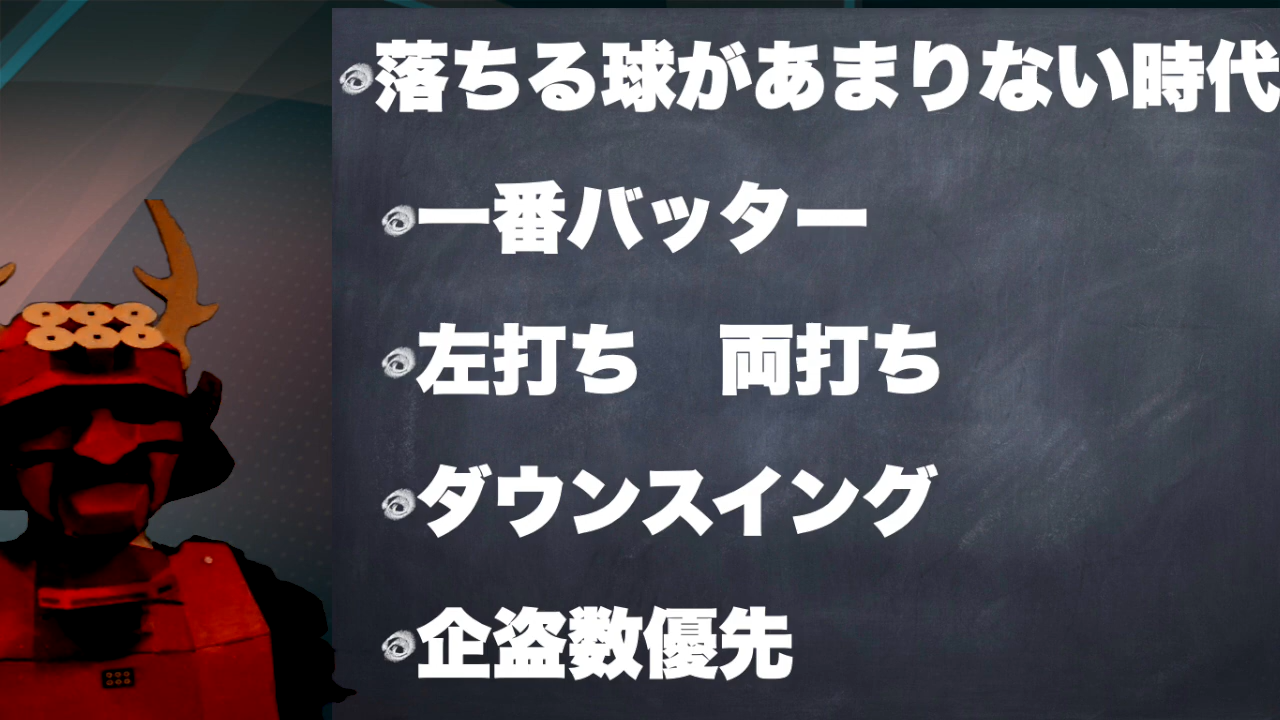 落ちる球があまりない時代
一番バッター
左打ち　両打ち
ダウンスイング
企盗数優先